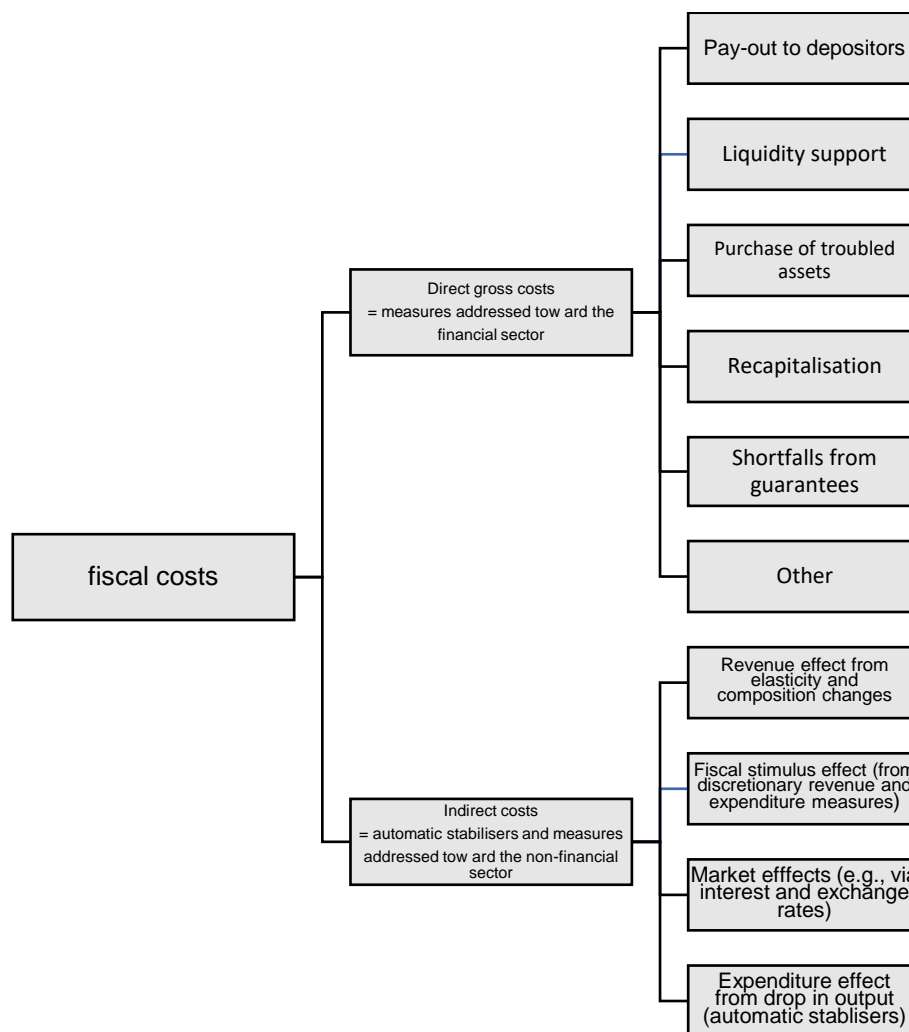 Pay-out to depositors
Liquidity support
Purchase of troubled
assets
Direct gross costs
= measures addressed tow ard the
financial sector
Recapitalisation
Shortfalls from
guarantees
fiscal costs
Other
Revenue effect from
elasticity and
composition changes
Fiscal stimulus effect (from
discretionary revenue and
expenditure measures)
Indirect costs
= automatic stabilisers and measures
addressed tow ard the non-financial
sector
Market efffects (e.g., via
interest and exchange
rates)
Expenditure effect
from drop in output
(automatic stablisers)